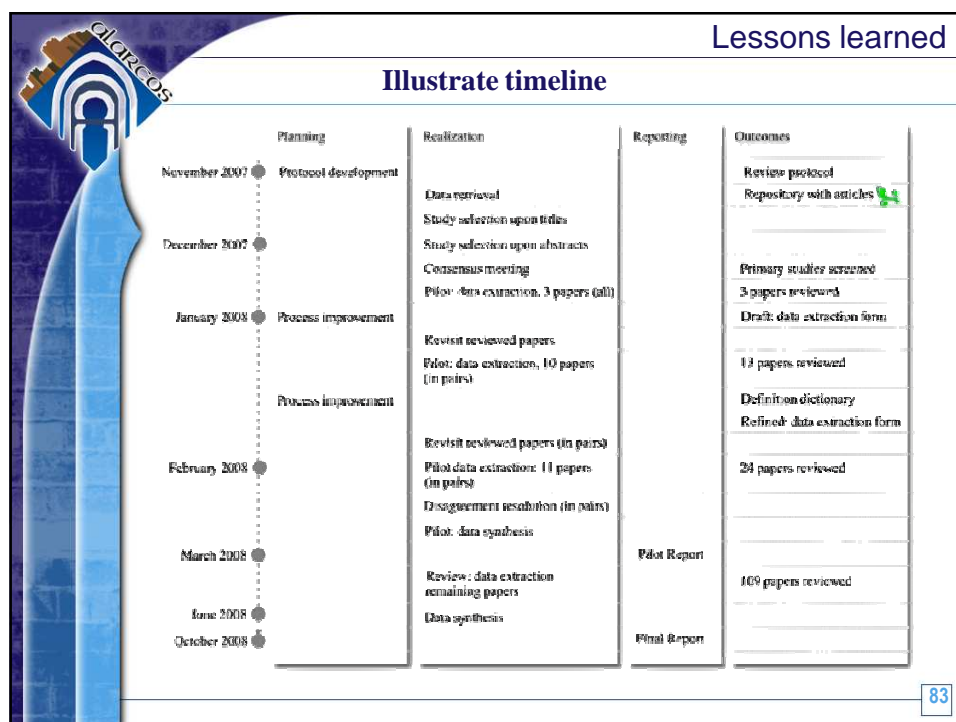 ALARCOS
Lessons learned
Illustrate timeline
Planning Realization Reporting Outcomes
November 2007 Protocol development Review protocol
Data retrieval Repository with articles
Study selection upon titles
December 2007 Study selection upon abstracts
Consensus meeting Primary studies screened
Pilot: data extraction, 3 papers (all) 3 papers reviewed
January 2008 Process improvement Draft: data extraction form
Revisit reviewed papers
Pilot: data extraction, 10 papers 13 papers reviewed
(in pairs)
Process improvement Definition dictionary
Refined: data extraction form
Revisit reviewed papers (in pairs)
February 2008 Pilot data extraction: 11 papers 24 papers reviewed
(in pairs)
Disagreement resolution (in pairs)
Pilot: data synthesis
March 2008 Pilot Report
Review: data extraction 109 papers reviewed
remaining papers
June 2008 Data synthesis
October 2008 Final Report
83